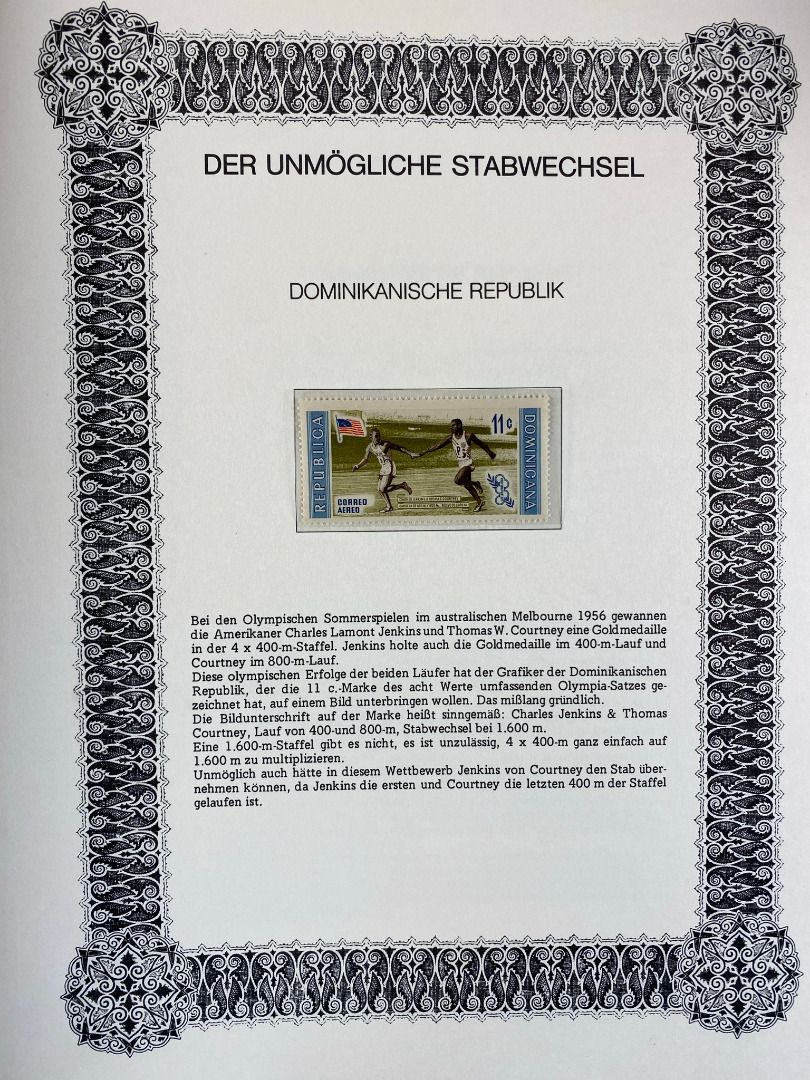 DER UNMÖGLICHE STABWECHSEL
DOMINIKANISCHE REPUBLIK
REPUBLICA
11¢
DOMINICANA
CORREO
AEREO
Bei den Olympischen Sommerspielen im australischen Melbourne 1956 gewannen
die Amerikaner Charles Lamont Jenkins und Thomas W. Courtney eine Goldmedaille
in der 4 x 400-m-Staffel. Jenkins holte auch die Goldmedaille im 400-m-Lauf und
Courtney im 800-m-Lauf.
Diese olympischen Erfolge der beiden Läufer hat der Grafiker der Dominikanischen
Republik, der die 11 c.-Marke des acht Werte umfassenden Olympia-Satzes ge-
zeichnet hat, auf einem Bild unterbringen wollen. Das mißlang gründlich.
Die Bildunterschrift auf der Marke heißt sinngemäß: Charles Jenkins & Thomas
Courtney, Lauf von 400-und 800-m, Stabwechsel bei 1.600 m.
Eine 1.600-m-Staffel gibt es nicht, es ist unzulässig, 4 x 400-m ganz einfach auf
1.600 m zu multiplizieren.
Unmöglich auch hätte in diesem Wettbewerb Jenkins von Courtney den Stab über-
nehmen können, da Jenkins die ersten und Courtney die letzten 400 m der Staffel
gelaufen ist.